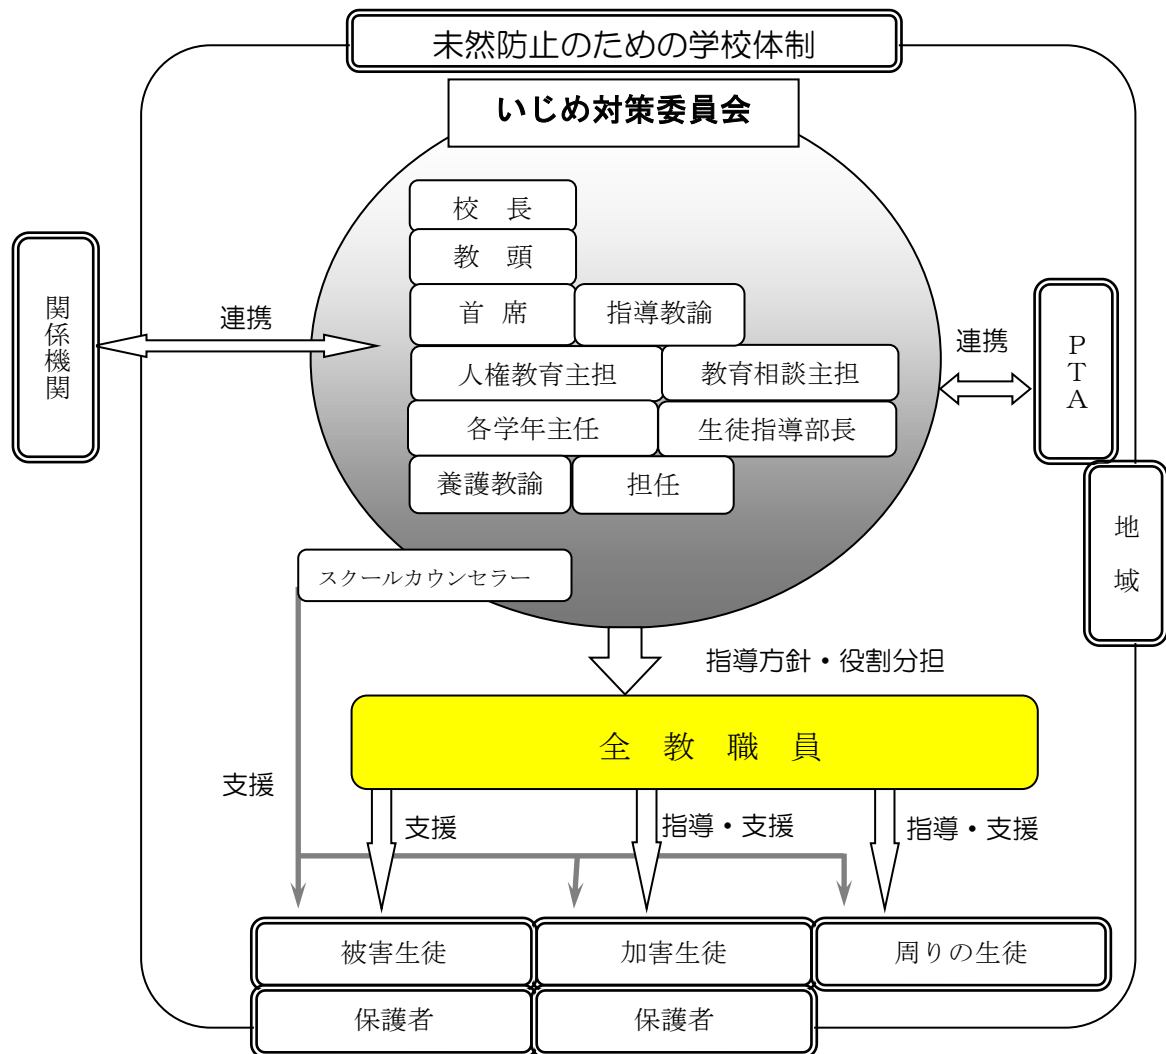 未然防止のための学校体制
いじめ対策委員会
校 長
教 頭
首 席
指導教諭
人権教育主担
教育相談主担
各学年主任
生徒指導部長
養護教諭
担任
スクールカウンセラー
関係機関
連携
連携
PTA
地域
指導方針・役割分担
全 教 職 員
支援
支援
指導・支援
指導・支援
被害生徒
加害生徒
周りの生徒
保護者
保護者